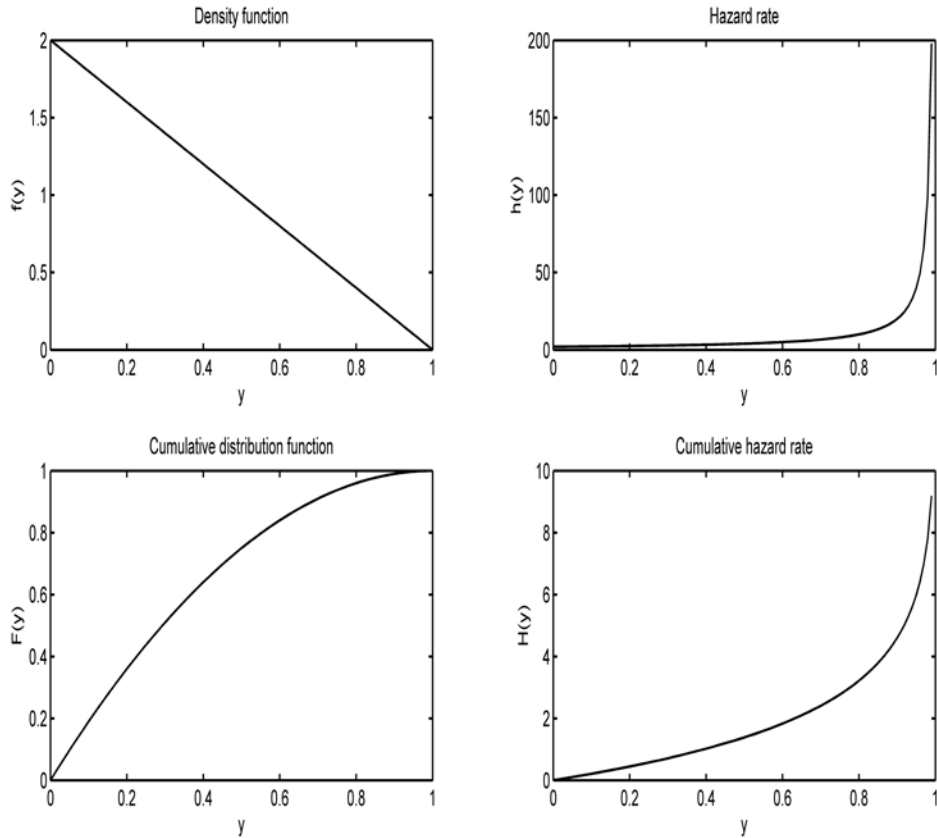 Density function
2
1.5
1
0.5
0
0 0.2 0.4 0.6 0.8 1
f(y)
y
Hazard rate
200
150
100
50
0
0 0.2 0.4 0.6 0.8 1
h(y)
y
Cumulative distribution function
1
0.8
0.6
0.4
0.2
0
0 0.2 0.4 0.6 0.8 1
F(y)
y
Cumulative hazard rate
10
8
6
4
2
0
0 0.2 0.4 0.6 0.8 1
H(y)
y